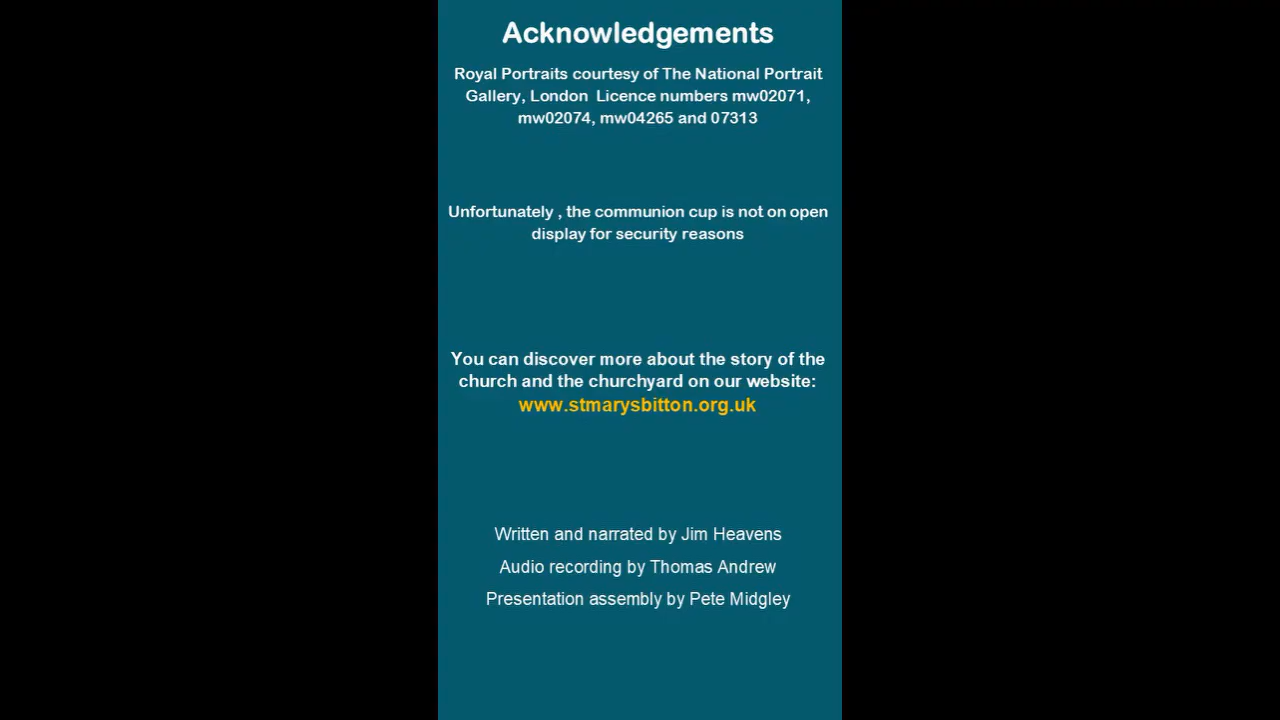 Acknowledgements
Royal Portraits courtesy of The National Portrait
Gallery, London  Licence numbers mw02071,
mw02074, mw04265 and 07313
Unfortunately , the communion cup is not on open
display for security reasons
You can discover more about the story of the
church and the churchyard on our website:
www.stmarysbitton.org.uk
Written and narrated by Jim Heavens
Audio recording by Thomas Andrew
Presentation assembly by Pete Midgley